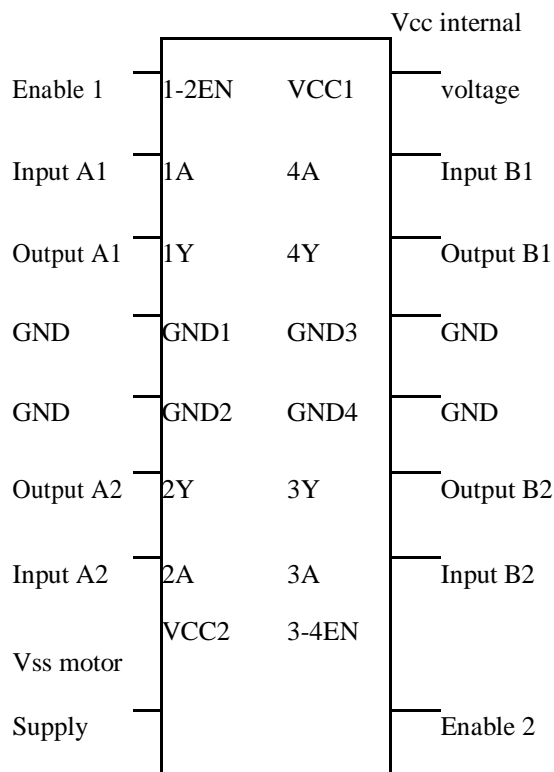 Vcc internal
Enable 1 1-2EN VCC1 voltage
Input A1 1A 4A Input B1
Output A1 1Y 4Y Output B1
GND GND1 GND3 GND
GND GND2 GND4 GND
Output A2 2Y 3Y Output B2
Input A2 2A 3A Input B2
VCC2 3-4EN
Vss motor
Supply Enable 2